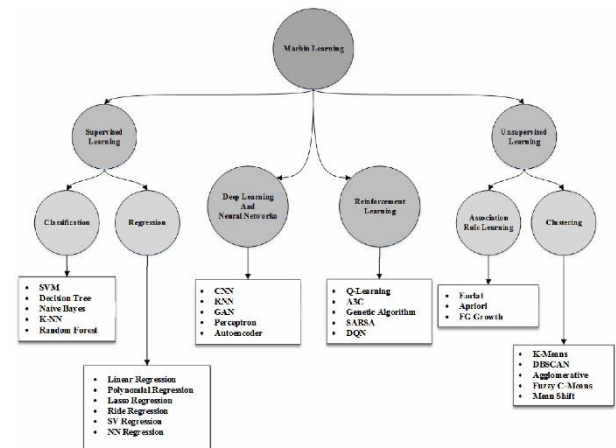 Machin Learning
Supervised
Learning
Unsupervised
Learning
Deep Learning
And
Neural Networks
Reinforcement
Learning
Classification
Regression
Association
Rule Learning
Clustering
• SVM
• Decision Tree
• Naive Bayes
• K-NN
• Random Forest
• CNN
• RNN
• GAN
• Perceptron
• Autoencoder
• Q-Learning
• A3C
• Genetic Algorithm
• SARSA
• DQN
• Euclat
• Apriori
• FG Growth
• Linear Regression
• Polynomial Regression
• Lasso Regression
• Ride Regression
• SV Regression
• NN Regression
• K-Means
• DBSCAN
• Agglomerative
• Fuzzy C-Means
• Mean Shift